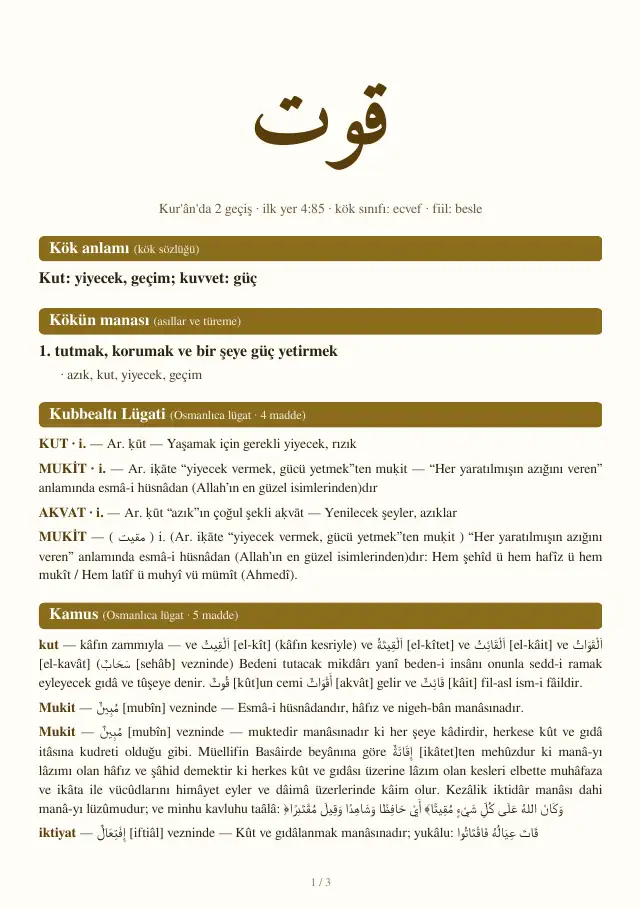 قوت
Kur'ân'da 2 geçiş · ilk yer 4:85 · kök sınıfı: ecvef · fiil: besle
Kök anlamı (kök sözlüğü)
Kut: yiyecek, geçim; kuvvet: güç
Kökün manası (asıllar ve türeme)
1. tutmak, korumak ve bir şeye güç yetirmek
· azık, kut, yiyecek, geçim
Kubbealtı Lügati (Osmanlıca lügat · 4 madde)
KUT · i. — Ar. ḳūt — Yaşamak için gerekli yiyecek, rızık
MUKİT · i. — Ar. iḳāte “yiyecek vermek, gücü yetmek”ten muḳit — “Her yaratılmışın azığını veren”
anlamında esmâ-i hüsnâdan (Allah’ın en güzel isimlerinden)dır
AKVAT · i. — Ar. ḳūt “azık”ın çoğul şekli aḳvāt — Yenilecek şeyler, azıklar
MUKİT — ( مقيت ) i. (Ar. iḳāte “yiyecek vermek, gücü yetmek”ten muḳit ) “Her yaratılmışın azığını
veren” anlamında esmâ-i hüsnâdan (Allah’ın en güzel isimlerinden)dır: Hem şehîd ü hem hafîz ü hem
mukît / Hem latîf ü muhyî vü mümît (Ahmedî).
Kamus (Osmanlıca lügat · 5 madde)
kut — kâfın zammıyla — ve اَلْقِيتُ [el-kît] (kâfın kesriyle) ve اَلْقِيتَةُ [el-kîtet] ve اَلْقَائِتُ [el-kâit] ve اَلْقَوَاتُ
[el-kavât] (سَحَابٌ [sehâb] vezninde) Bedeni tutacak mikdârı yanî beden-i insânı onunla sedd-i ramak
eyleyecek gıdâ ve tûşeye denir. قُوتٌ [kût]un cemi أَقْوَاتٌ [akvât] gelir ve قَائِتٌ [kâit] fil-asl ism-i fâildir.
Mukit — مُبِينٌ [mubîn] vezninde — Esmâ-i hüsnâdandır, hâfız ve nigeh-bân manâsınadır.
Mukit — مُبِينٌ [mubîn] vezninde — muktedir manâsınadır ki her şeye kâdirdir, herkese kût ve gıdâ
itâsına kudreti olduğu gibi. Müellifin Basâirde beyânına göre إِقَاتَةٌ [ikâtet]ten mehûzdur ki manâ-yı
lâzımı olan hâfız ve şâhid demektir ki herkes kût ve gıdâsı üzerine lâzım olan kesleri elbette muhâfaza
ve ikâta ile vücûdlarını himâyet eyler ve dâimâ üzerlerinde kâim olur. Kezâlik iktidâr manâsı dahi
manâ-yı lüzûmudur; ve minhu kavluhu taâlâ: ﴿وَكَانَ اللهُ عَلَى كُلِّ شَيْءٍ مُقِيتًا﴾ أَيْ حَافِظًا وَشَاهِدًا وَقِيلَ مُقْتَدِرًا
iktiyat — اِفْتِعَالٌ [iftiâl] vezninde — Kût ve gıdâlanmak manâsınadır; yukâlu: قَاتَ عِيَالَهُ فَاقْتَاتُوا
1 / 3